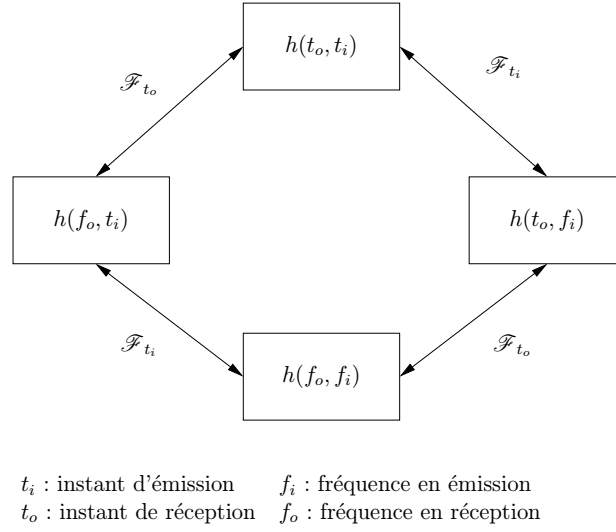 h(t_o, t_i)
ℱ_{t_o} ℱ_{t_i}
h(f_o, t_i) h(t_o, f_i)
ℱ_{t_i} ℱ_{t_o}
h(f_o, f_i)
t_i : instant d'émission f_i : fréquence en émission
t_o : instant de réception f_o : fréquence en réception